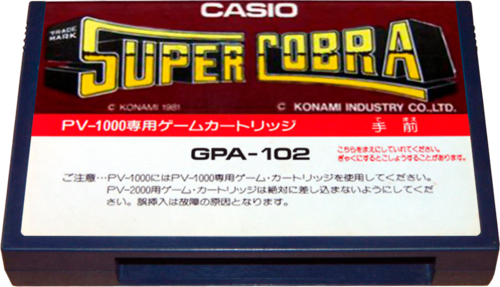 CASIO
TRADE MARK
SUPER COBRA
© KONAMI 1981
© KONAMI INDUSTRY CO.,LTD.
PV-1000専用ゲームカートリッジ
て まえ
手前
GPA-102
こちらをまえにしていれてください。
ぎゃくにするとこしょうすることがあります。
ご注意…PV-1000にはPV-1000専用ゲーム・カートリッジを使用してください。
PV-2000用ゲーム・カートリッジは絶対に差し込まないようにしてくだ
さい。誤挿入は故障の原因となります。